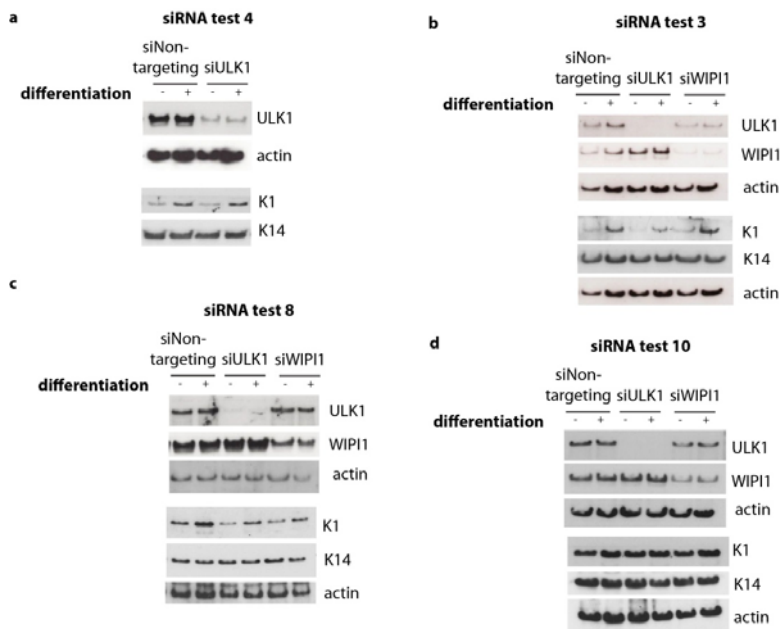 a
siRNA test 4
siNon-
targeting siULK1
differentiation - + - +
ULK1
actin
K1
K14
b
siRNA test 3
siNon-
targeting siULK1 siWIPI1
differentiation - + - + - +
ULK1
WIPI1
actin
K1
K14
actin
c
siRNA test 8
siNon-
targeting siULK1 siWIPI1
differentiation - + - + - +
ULK1
WIPI1
actin
K1
K14
actin
d
siRNA test 10
siNon-
targeting siULK1 siWIPI1
differentiation - + - + - +
ULK1
WIPI1
actin
K1
K14
actin